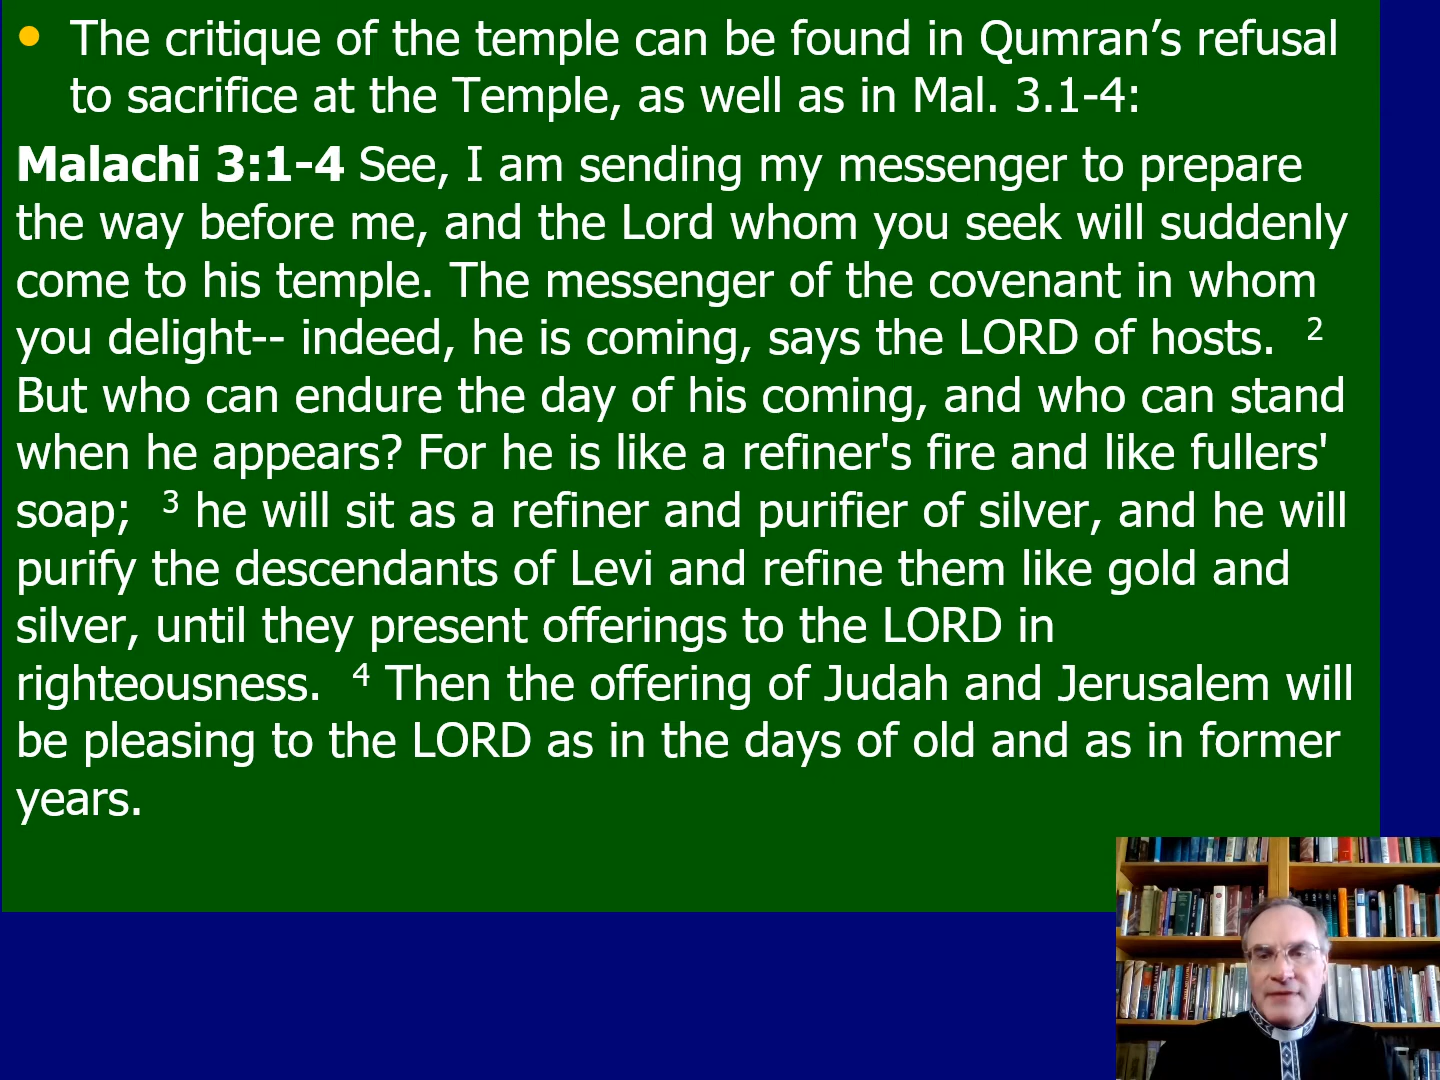 • The critique of the temple can be found in Qumran’s refusal
to sacrifice at the Temple, as well as in Mal. 3.1-4:
Malachi 3:1-4 See, I am sending my messenger to prepare
the way before me, and the Lord whom you seek will suddenly
come to his temple. The messenger of the covenant in whom
you delight-- indeed, he is coming, says the LORD of hosts. 2
But who can endure the day of his coming, and who can stand
when he appears? For he is like a refiner's fire and like fullers'
soap; 3 he will sit as a refiner and purifier of silver, and he will
purify the descendants of Levi and refine them like gold and
silver, until they present offerings to the LORD in
righteousness. 4 Then the offering of Judah and Jerusalem will
be pleasing to the LORD as in the days of old and as in former
years.